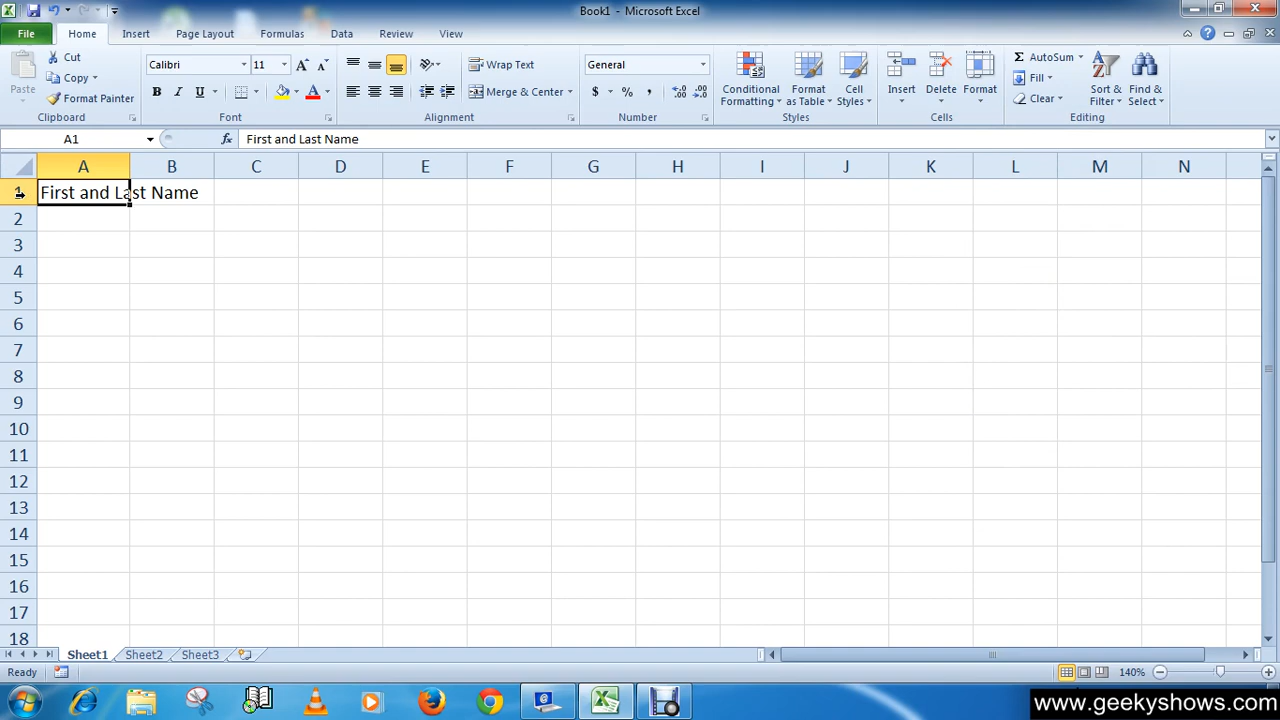 Book1 - Microsoft Excel
File Home Insert Page Layout Formulas Data Review View
Paste
Cut
Copy
Format Painter
Clipboard
Calibri 11
B I U
Font
Wrap Text
Merge & Center
Alignment
General
$ % ,
Number
Conditional Formatting
Format as Table
Cell Styles
Styles
Insert Delete Format
Cells
Σ AutoSum
Fill
Clear
Sort & Filter
Find & Select
Editing
A1 fx First and Last Name
A B C D E F G H I J K L M N
1 First and Last Name
2
3
4
5
6
7
8
9
10
11
12
13
14
15
16
17
18
Sheet1 Sheet2 Sheet3
Ready 140%
www.geekyshows.com